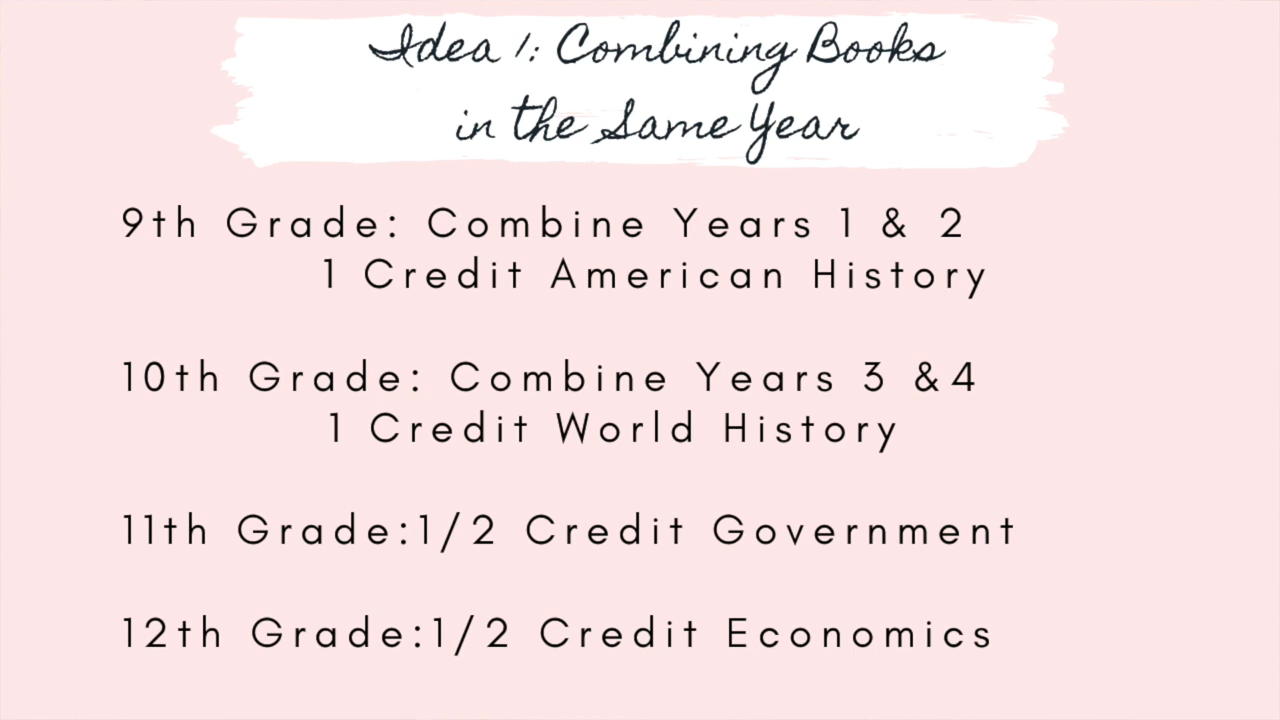 Idea 1: Combining Books
in the Same Year
9th Grade: Combine Years 1 & 2
1 Credit American History
10th Grade: Combine Years 3 &4
1 Credit World History
11th Grade:1/2 Credit Government
12th Grade:1/2 Credit Economics